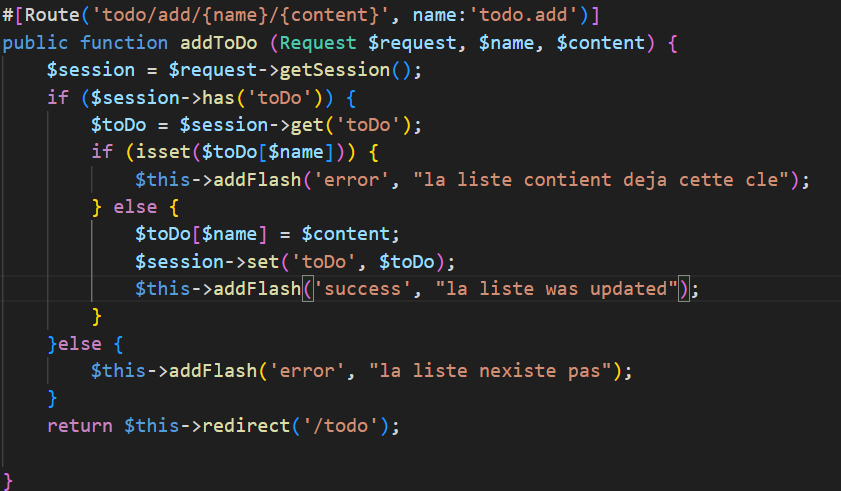 #[Route('todo/add/{name}/{content}', name:'todo.add')]
public function addToDo (Request $request, $name, $content) {
    $session = $request->getSession();
    if ($session->has('toDo')) {
        $toDo = $session->get('toDo');
        if (isset($toDo[$name])) {
            $this->addFlash('error', "la liste contient deja cette cle");
        } else {
            $toDo[$name] = $content;
            $session->set('toDo', $toDo);
            $this->addFlash('success', "la liste was updated");
        }
    }else {
        $this->addFlash('error', "la liste nexiste pas");
    }
    return $this->redirect('/todo');
}